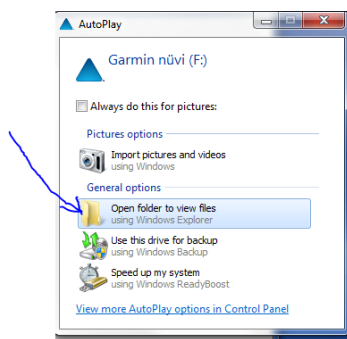 AutoPlay
Garmin nüvi (F:)
Always do this for pictures:
Pictures options
Import pictures and videos
using Windows
General options
Open folder to view files
using Windows Explorer
Use this drive for backup
using Windows Backup
Speed up my system
using Windows ReadyBoost
View more AutoPlay options in Control Panel